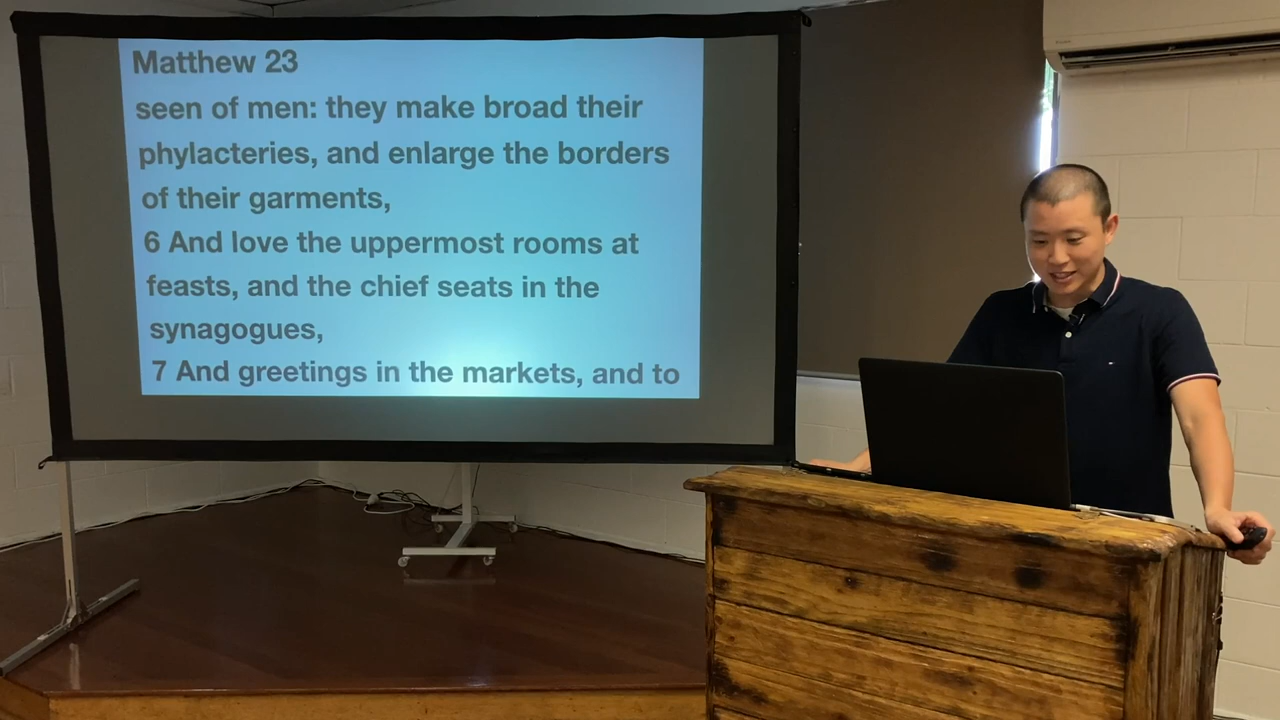 Matthew 23
seen of men: they make broad their
phylacteries, and enlarge the borders
of their garments,
6 And love the uppermost rooms at
feasts, and the chief seats in the
synagogues,
7 And greetings in the markets, and to